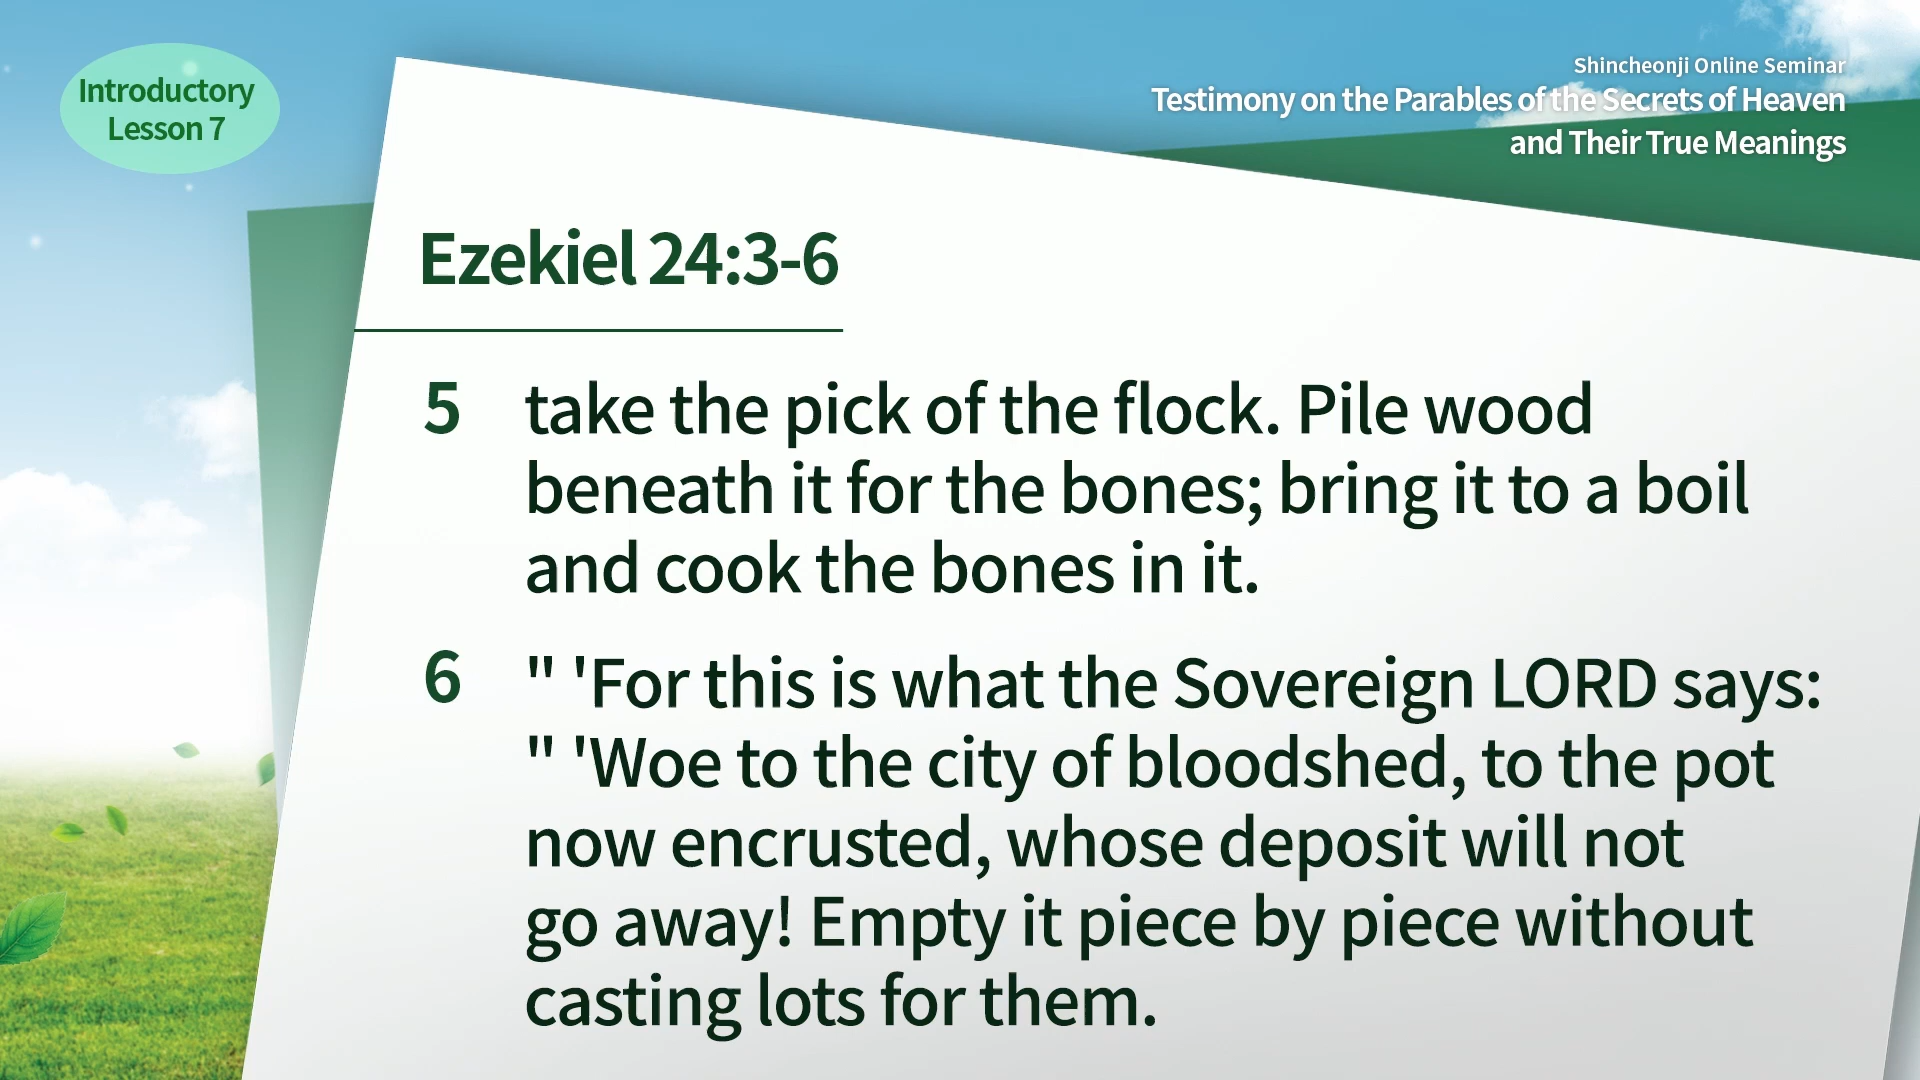 Introductory
Lesson 7
Shincheonji Online Seminar
Testimony on the Parables of the Secrets of Heaven
and Their True Meanings
Ezekiel 24:3-6
5 take the pick of the flock. Pile wood
beneath it for the bones; bring it to a boil
and cook the bones in it.
6 " 'For this is what the Sovereign LORD says:
" 'Woe to the city of bloodshed, to the pot
now encrusted, whose deposit will not
go away! Empty it piece by piece without
casting lots for them.